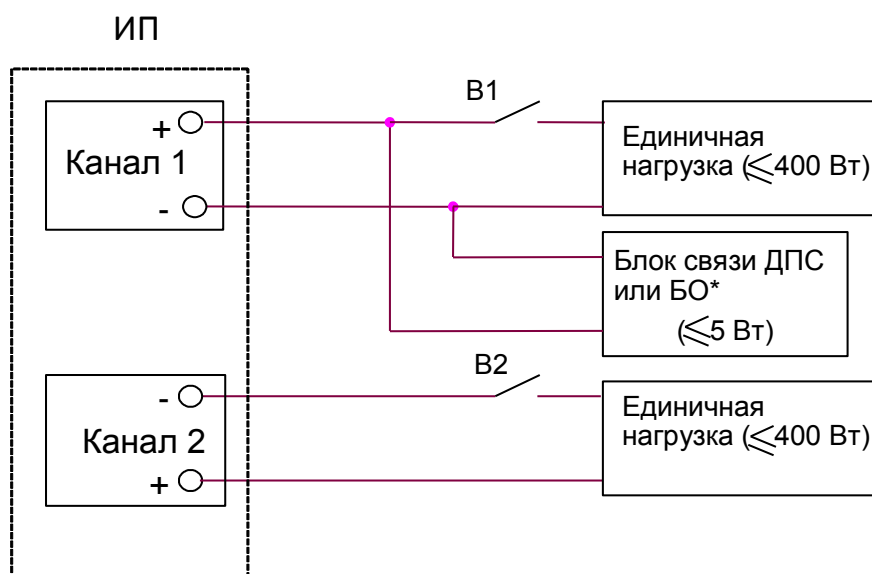 ИП
В1
+
Канал 1
-
Единичная
нагрузка (≤400 Вт)
Блок связи ДПС
или БО*
(≤5 Вт)
В2
-
Канал 2
+
Единичная
нагрузка (≤400 Вт)